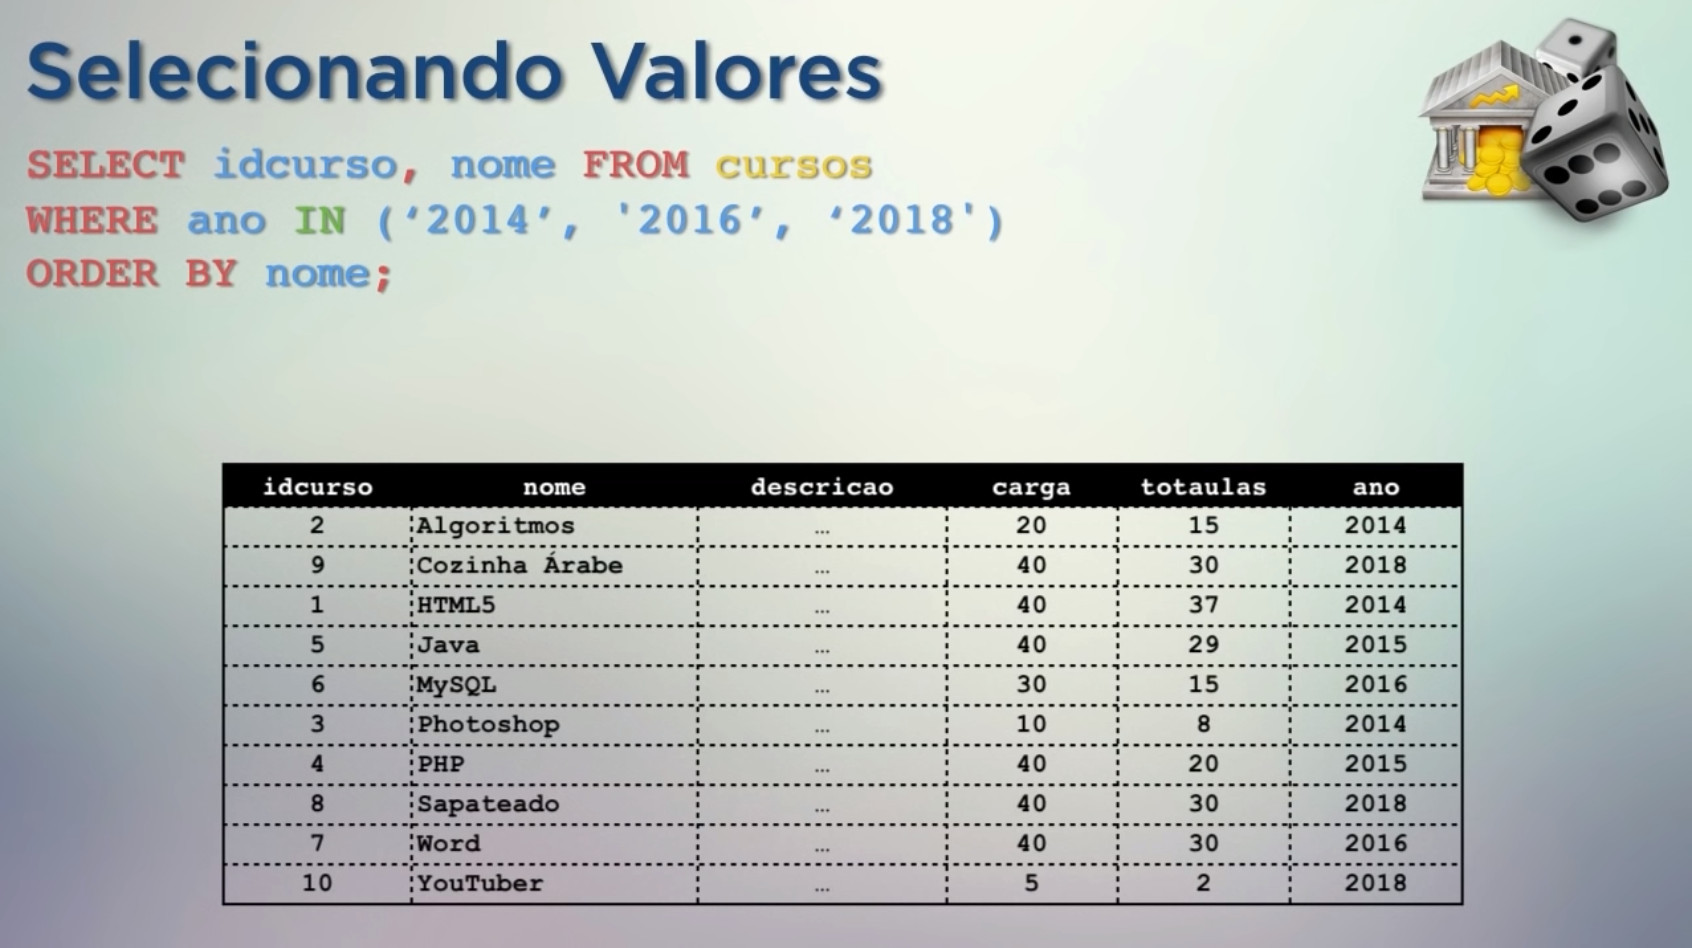 Selecionando Valores
SELECT idcurso, nome FROM cursos
WHERE ano IN (‘2014’, '2016’, ‘2018')
ORDER BY nome;
idcurso nome descricao carga totaulas ano
2 Algoritmos … 20 15 2014
9 Cozinha Árabe … 40 30 2018
1 HTML5 … 40 37 2014
5 Java … 40 29 2015
6 MySQL … 30 15 2016
3 Photoshop … 10 8 2014
4 PHP … 40 20 2015
8 Sapateado … 40 30 2018
7 Word … 40 30 2016
10 YouTuber … 5 2 2018